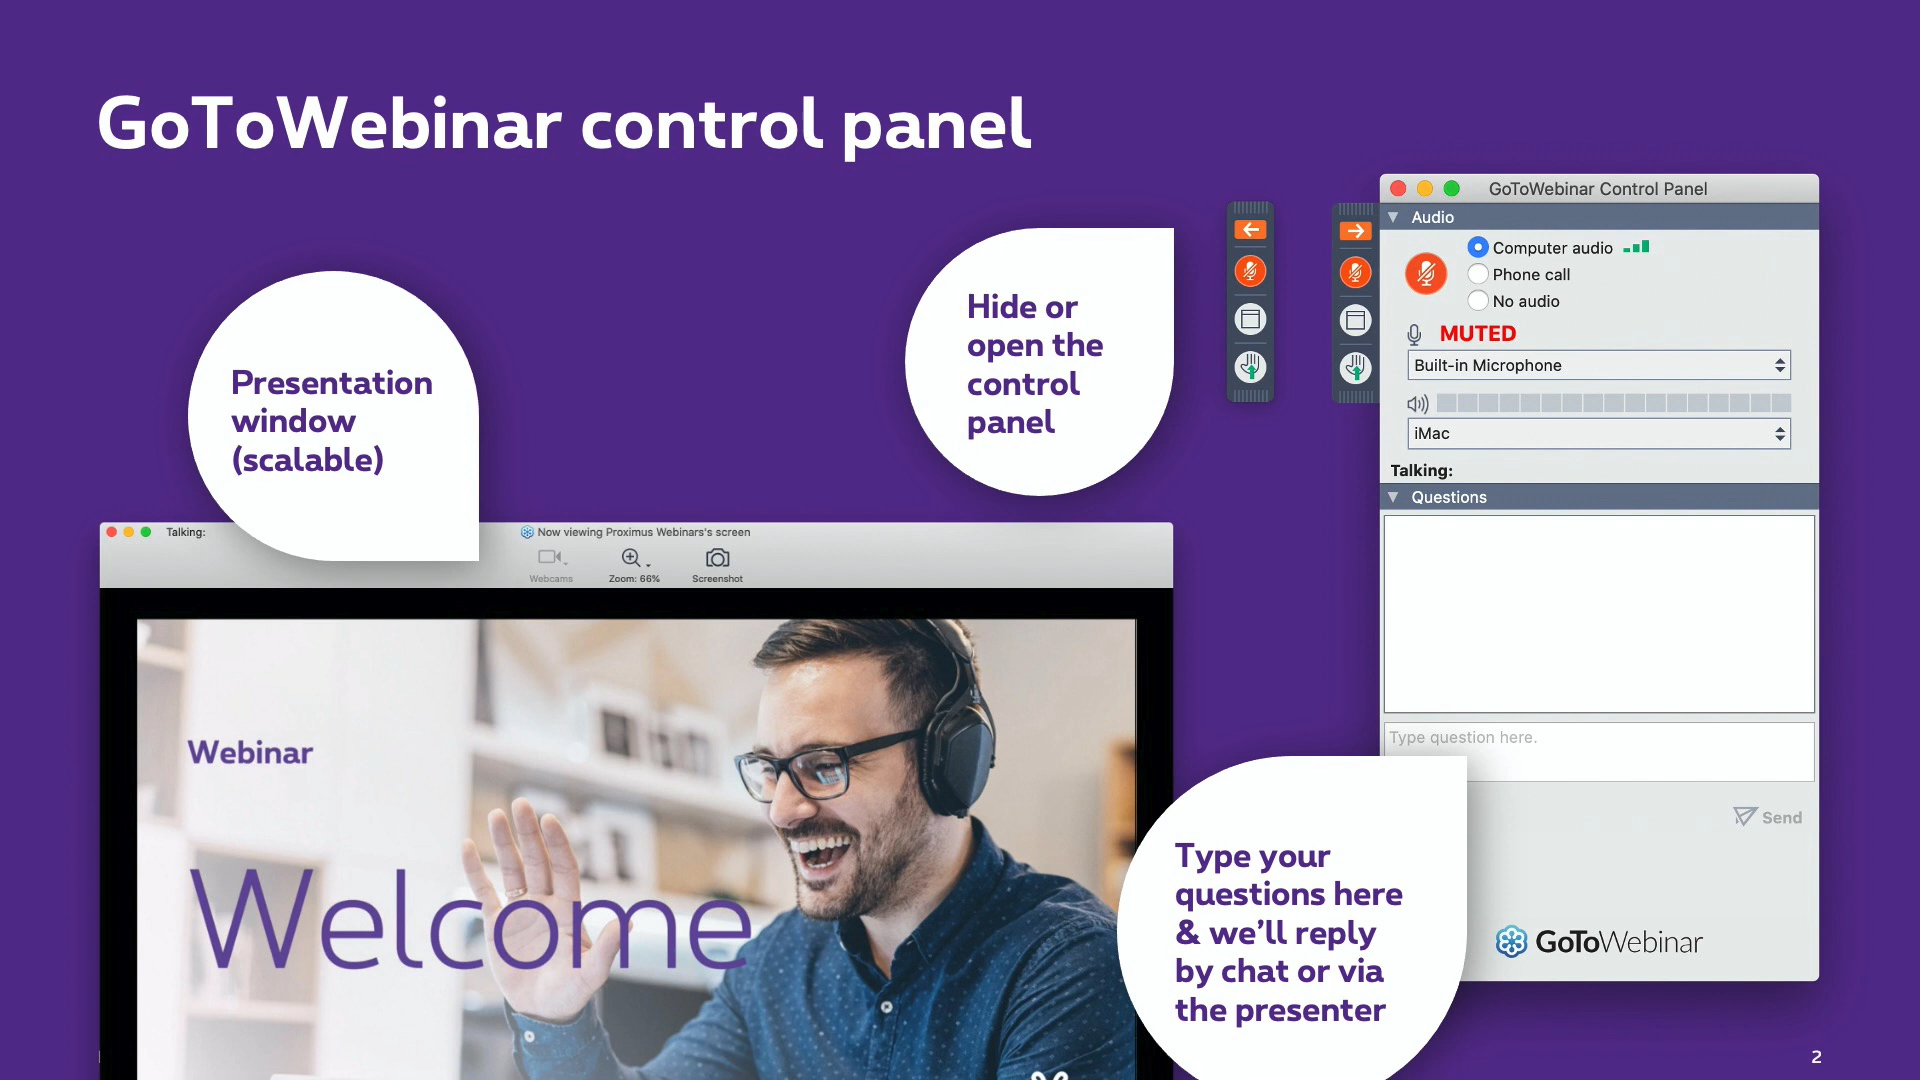 GoToWebinar control panel
Presentation
window
(scalable)
Hide or
open the
control
panel
GoToWebinar Control Panel
Audio
Computer audio
Phone call
No audio
MUTED
Built-in Microphone
iMac
Talking:
Questions
Type question here.
Send
GoToWebinar
Talking:
Now viewing Proximus Webinars's screen
Webcams
Zoom: 66%
Screenshot
Webinar
Welcome
Type your
questions here
& we'll reply
by chat or via
the presenter
2